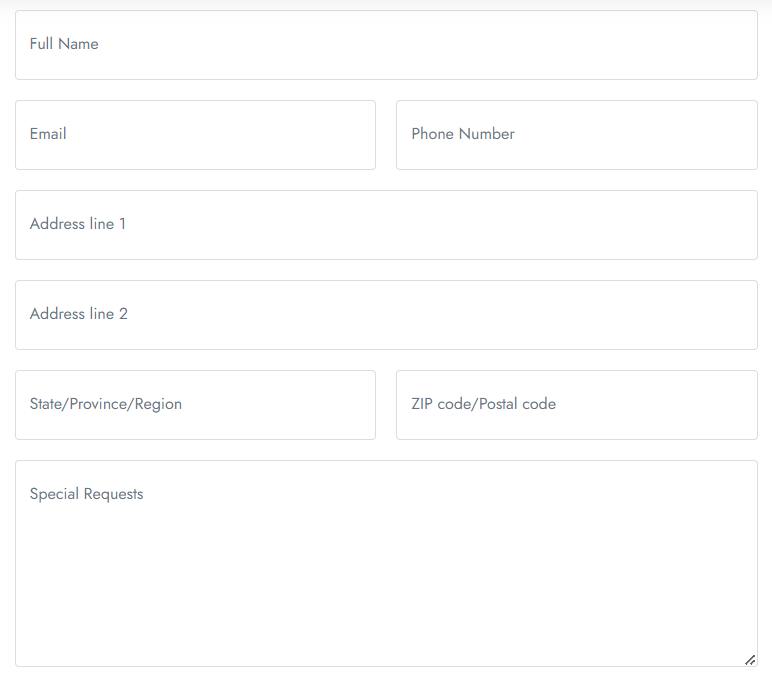 Full Name
Email
Phone Number
Address line 1
Address line 2
State/Province/Region
ZIP code/Postal code
Special Requests